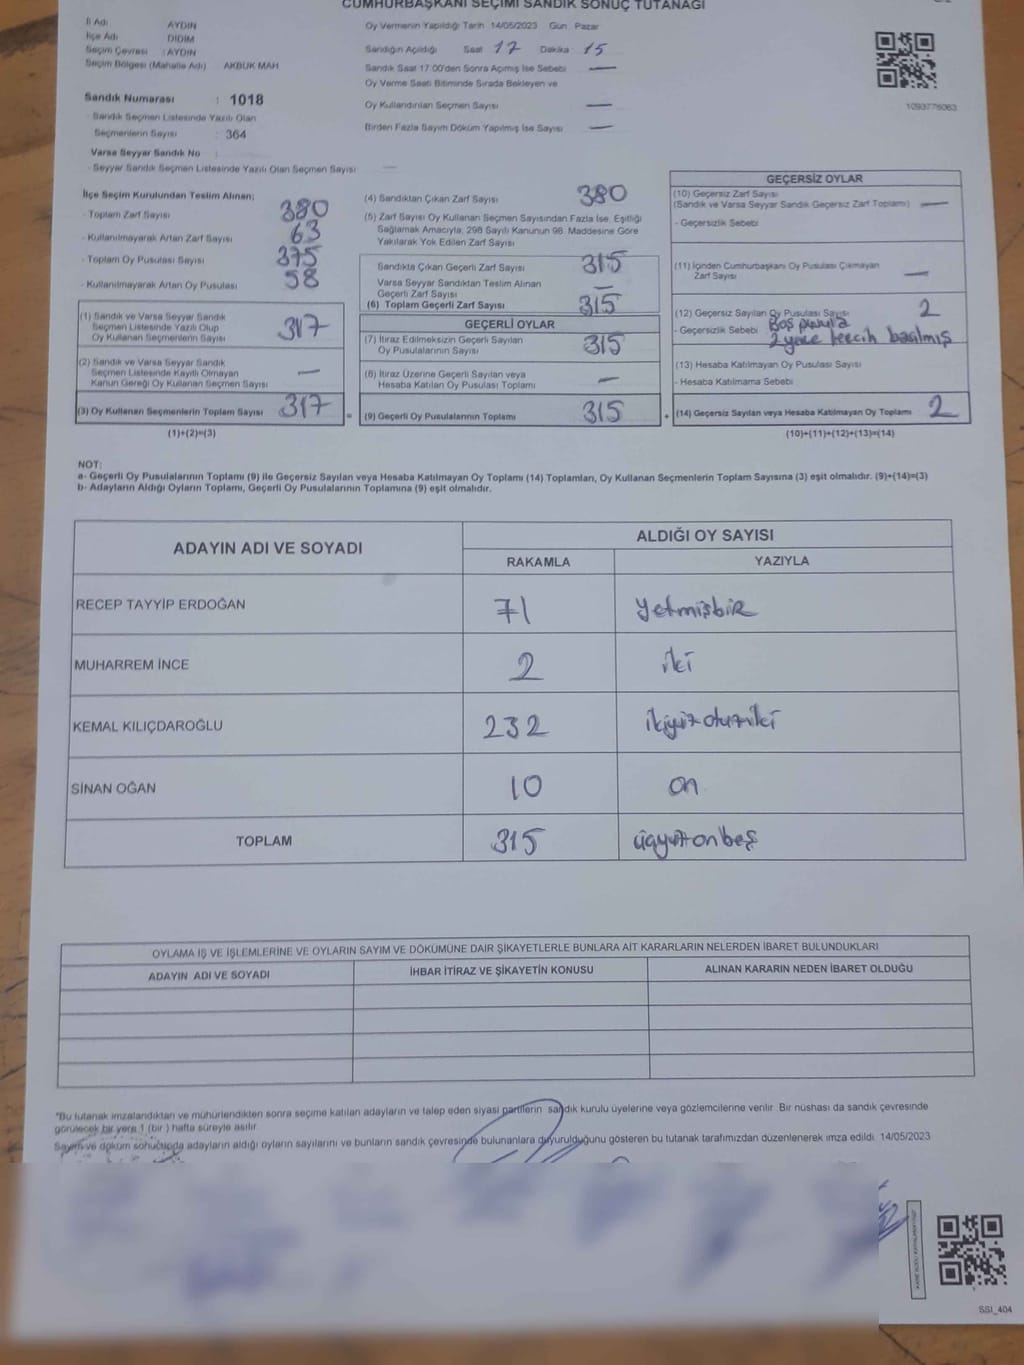 CUMHURBAŞKANI SEÇİMİ SANDIK SONUÇ TUTANAĞI
İl Adı AYDIN
İlçe Adı DİDİM
Seçim Çevresi : AYDIN
Seçim Bölgesi (Mahalle Adı) AKBUK MAH
Sandık Numarası : 1018
- Sandık Seçmen Listesinde Yazılı Olan
Seçmenlerin Sayısı : 364
Varsa Seyyar Sandık No :
- Seyyar Sandık Seçmen Listesinde Yazılı Olan Seçmen Sayısı —
Oy Vermenin Yapıldığı Tarih 14/05/2023 Gün Pazar
Sandığın Açıldığı Saat 17 Dakika 15
Sandık Saat 17.00'den Sonra Açımış İse Sebebi —
Oy Verme Saati Bitiminde Sırada Bekleyen ve
Oy Kullandırılan Seçmen Sayısı —
Birden Fazla Sayım Döküm Yapılmış İse Sayısı —
1093776063
İlçe Seçim Kurulundan Teslim Alınan;
- Toplam Zarf Sayısı 380
- Kullanılmayarak Artan Zarf Sayısı 63
- Toplam Oy Pusulası Sayısı 375
- Kullanılmayarak Artan Oy Pusulası 58
(1) Sandık ve Varsa Seyyar Sandık
Seçmen Listesinde Yazılı Olup
Oy Kullanan Seçmenlerin Sayısı 317
(2) Sandık ve Varsa Seyyar Sandık
Seçmen Listesinde Kayıtlı Olmayan
Kanun Gereği Oy Kullanan Seçmen Sayısı —
(3) Oy Kullanan Seçmenlerin Toplam Sayısı 317
(1)+(2)=(3)
(4) Sandıktan Çıkan Zarf Sayısı 380
(5) Zarf Sayısı Oy Kullanan Seçmen Sayısından Fazla İse, Eşitliği
Sağlamak Amacıyla, 298 Sayılı Kanunun 98. Maddesine Göre
Yakılarak Yok Edilen Zarf Sayısı
Sandıkta Çıkan Geçerli Zarf Sayısı 315
Varsa Seyyar Sandıktan Teslim Alınan
Geçerli Zarf Sayısı —
(6) Toplam Geçerli Zarf Sayısı 315
GEÇERLİ OYLAR
(7) İtiraz Edilmeksizin Geçerli Sayılan
Oy Pusulasının Sayısı 315
(8) İtiraz Üzerine Geçerli Sayılan veya
Hesaba Katılan Oy Pusulası Toplamı —
= (9) Geçerli Oy Pusulalarının Toplamı 315
GEÇERSİZ OYLAR
(10) Geçersiz Zarf Sayısı
(Sandık ve Varsa Seyyar Sandık Geçersiz Zarf Toplamı) —
- Geçersizlik Sebebi
(11) İçinden Cumhurbaşkanı Oy Pusulası Çıkmayan
Zarf Sayısı —
(12) Geçersiz Sayılan Oy Pusulası Sayısı 2
- Geçersizlik Sebebi Boş pusula
2 yere tercih basılmış
(13) Hesaba Katılmayan Oy Pusulası Sayısı
- Hesaba Katılmama Sebebi
+ (14) Geçersiz Sayılan veya Hesaba Katılmayan Oy Toplamı 2
(10)+(11)+(12)+(13)=(14)
NOT:
a- Geçerli Oy Pusulalarının Toplamı (9) ile Geçersiz Sayılan veya Hesaba Katılmayan Oy Toplamı (14) Toplamları, Oy Kullanan Seçmenlerin Toplam Sayısına (3) eşit olmalıdır. (9)+(14)=(3)
b- Adayların Aldığı Oyların Toplamı, Geçerli Oy Pusulalarının Toplamına (9) eşit olmalıdır.
ADAYIN ADI VE SOYADI ALDIĞI OY SAYISI
RAKAMLA YAZIYLA
RECEP TAYYİP ERDOĞAN 71 yetmişbir
MUHARREM İNCE 2 iki
KEMAL KILIÇDAROĞLU 232 ikiyüzotuziki
SİNAN OĞAN 10 on
TOPLAM 315 üçyüzonbeş
OYLAMA İŞ VE İŞLEMLERİNE VE OYLARIN SAYIM VE DÖKÜMÜNE DAİR ŞİKAYETLERLE BUNLARA AİT KARARLARIN NELERDEN İBARET BULUNDUKLARI
ADAYIN ADI VE SOYADI İHBAR İTİRAZ VE ŞİKAYETİN KONUSU ALINAN KARARIN NEDEN İBARET OLDUĞU
*Bu tutanak imzalandıktan ve mühürlendikten sonra seçime katılan adayların ve talep eden siyasi partilerin sandık kurulu üyelerine veya gözlemcilerine verilir. Bir nüshası da sandık çevresinde
görülecek bir yere 1 (bir ) hafta süreyle asılır.
Sayım ve döküm sonucunda adayların aldığı oyların sayılarını ve bunların sandık çevresinde bulunanlara duyurulduğunu gösteren bu tutanak tarafımızdan düzenlenerek imza edildi. 14/05/2023
SSI_404